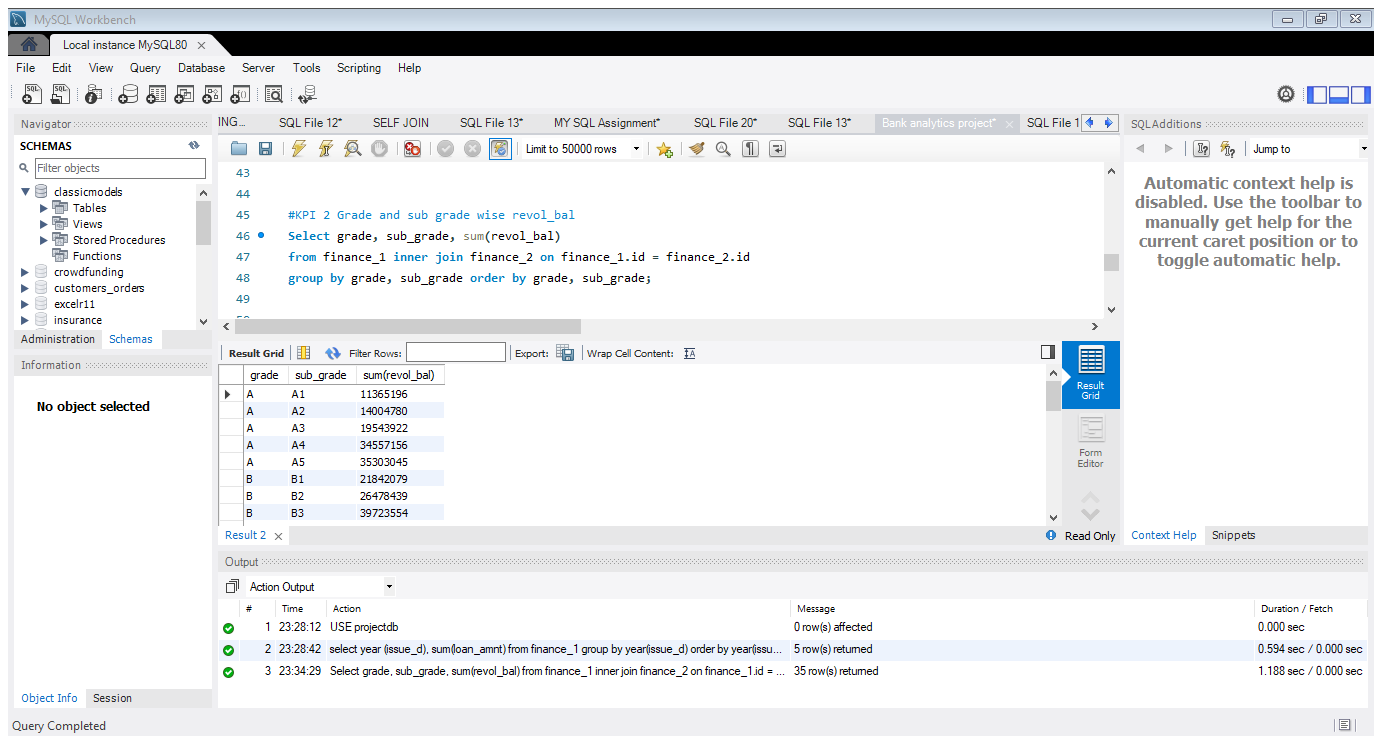 MySQL Workbench
Local instance MySQL80
File Edit View Query Database Server Tools Scripting Help
Navigator
SCHEMAS
Filter objects
classicmodels
Tables
Views
Stored Procedures
Functions
crowdfunding
customers_orders
excelr11
insurance
Administration Schemas
Information
No object selected
Object Info Session
ING... SQL File 12* SELF JOIN SQL File 13* MY SQL Assignment* SQL File 20* SQL File 13* Bank analytics project* SQL File 1
Limit to 50000 rows
43
44
45 #KPI 2 Grade and sub grade wise revol_bal
46 Select grade, sub_grade, sum(revol_bal)
47 from finance_1 inner join finance_2 on finance_1.id = finance_2.id
48 group by grade, sub_grade order by grade, sub_grade;
49
Result Grid Filter Rows: Export: Wrap Cell Content:
grade sub_grade sum(revol_bal)
A A1 11365196
A A2 14004780
A A3 19543922
A A4 34557156
A A5 35303045
B B1 21842079
B B2 26478439
B B3 39723554
Result Grid
Form Editor
Result 2 Read Only
SQLAdditions
Jump to
Automatic context help is
disabled. Use the toolbar to
manually get help for the
current caret position or to
toggle automatic help.
Context Help Snippets
Output
Action Output
# Time Action Message Duration / Fetch
1 23:28:12 USE projectdb 0 row(s) affected 0.000 sec
2 23:28:42 select year (issue_d), sum(loan_amnt) from finance_1 group by year(issue_d) order by year(issu... 5 row(s) returned 0.594 sec / 0.000 sec
3 23:34:29 Select grade, sub_grade, sum(revol_bal) from finance_1 inner join finance_2 on finance_1.id = ... 35 row(s) returned 1.188 sec / 0.000 sec
Query Completed